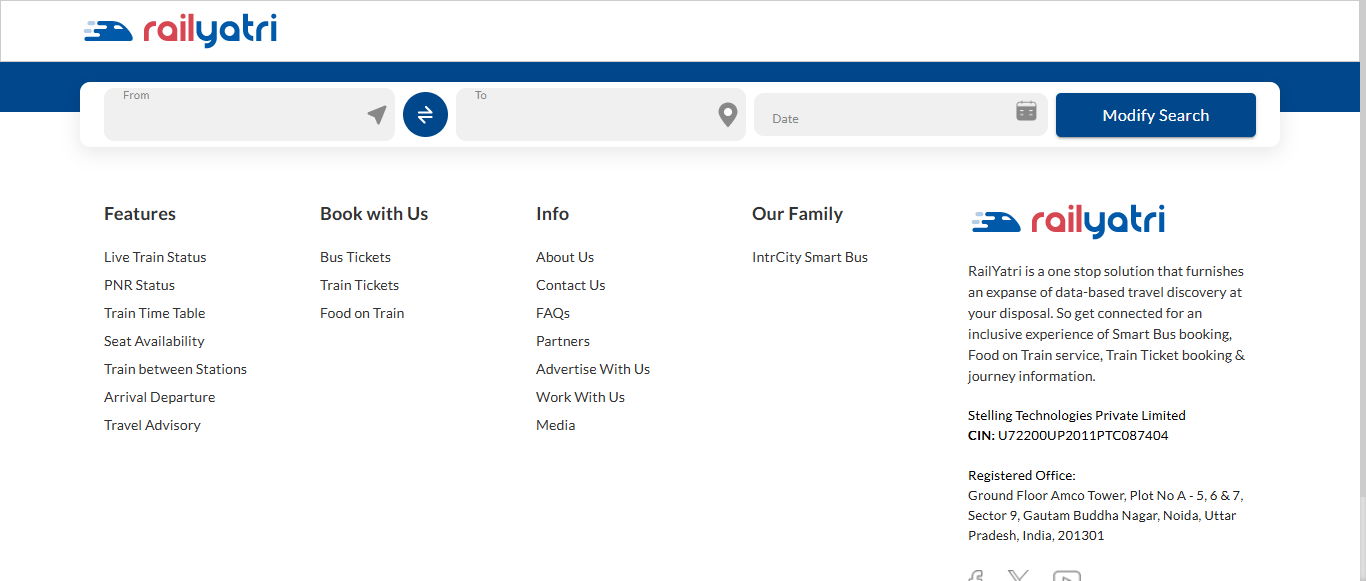 railyatri
From
To
Date
Modify Search
Features
Live Train Status
PNR Status
Train Time Table
Seat Availability
Train between Stations
Arrival Departure
Travel Advisory
Book with Us
Bus Tickets
Train Tickets
Food on Train
Info
About Us
Contact Us
FAQs
Partners
Advertise With Us
Work With Us
Media
Our Family
IntrCity Smart Bus
railyatri
RailYatri is a one stop solution that furnishes
an expanse of data-based travel discovery at
your disposal. So get connected for an
inclusive experience of Smart Bus booking,
Food on Train service, Train Ticket booking &
journey information.
Stelling Technologies Private Limited
CIN: U72200UP2011PTC087404
Registered Office:
Ground Floor Amco Tower, Plot No A - 5, 6 & 7,
Sector 9, Gautam Buddha Nagar, Noida, Uttar
Pradesh, India, 201301